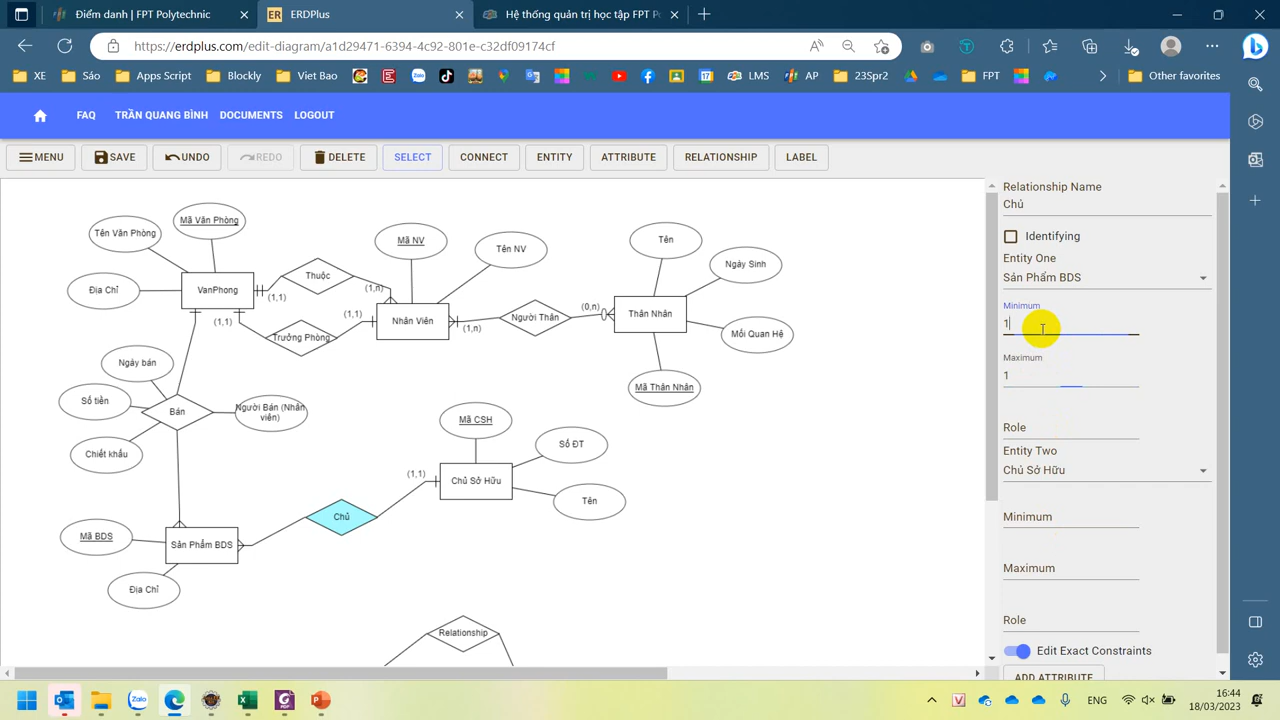 Điểm danh | FPT Polytechnic
ERDPlus
Hệ thống quản trị học tập FPT Po
https://erdplus.com/edit-diagram/a1d29471-6394-4c92-801e-c32df09174cf
XE
Sáo
Apps Script
Blockly
Viet Bao
LMS
AP
23Spr2
FPT
Other favorites
FAQ
TRẦN QUANG BÌNH
DOCUMENTS
LOGOUT
MENU
SAVE
UNDO
REDO
DELETE
SELECT
CONNECT
ENTITY
ATTRIBUTE
RELATIONSHIP
LABEL
Mã Văn Phòng
Tên Văn Phòng
Địa Chỉ
VanPhong
(1,1)
Thuộc
(1,n)
(1,1)
Trưởng Phòng
(1,1)
Mã NV
Tên NV
Nhân Viên
(1,n)
Người Thân
(0,n)
Tên
Ngày Sinh
Thân Nhân
Mối Quan Hệ
Mã Thân Nhân
Ngày bán
Số tiền
Bán
Người Bán (Nhân
viên)
Chiết khấu
Mã CSH
Số ĐT
(1,1)
Chủ Sở Hữu
Tên
Chủ
Mã BDS
Sản Phẩm BDS
Địa Chỉ
Relationship
Relationship Name
Chủ
Identifying
Entity One
Sản Phẩm BDS
Minimum
1
Maximum
1
Role
Entity Two
Chủ Sở Hữu
Minimum
Maximum
Role
Edit Exact Constraints
ADD ATTRIBUTE
ENG
16:44
18/03/2023